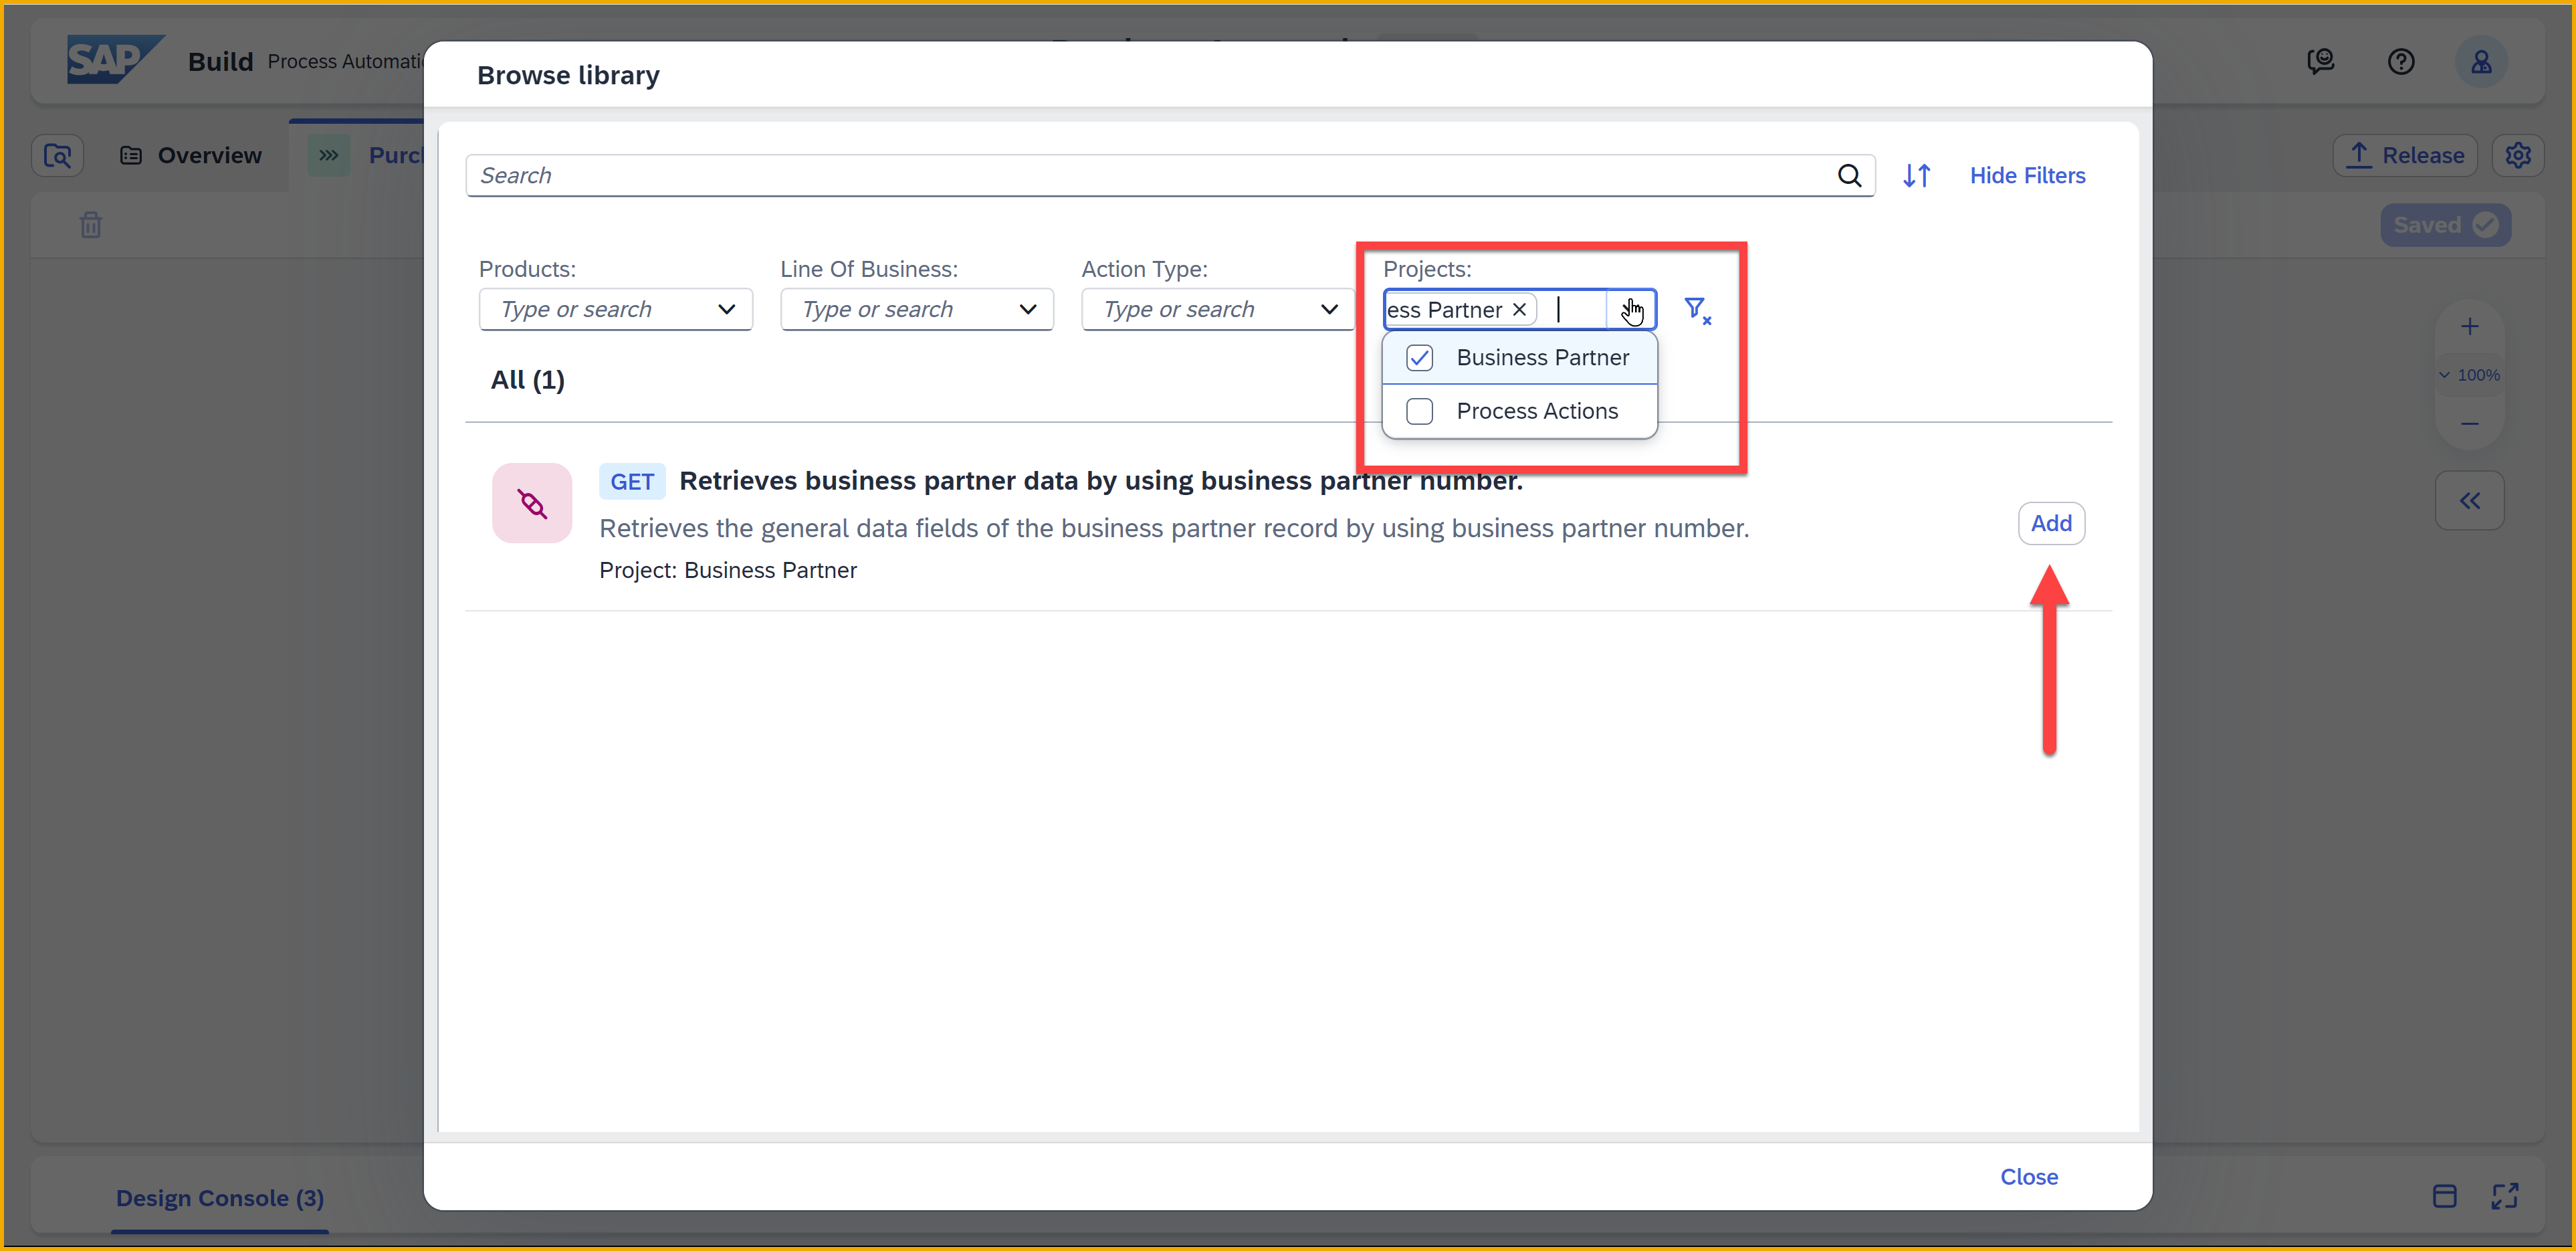 SAP Build Process Automati
Browse library
Overview
Purc
Release
Search
Hide Filters
Saved
Products:
Line Of Business:
Action Type:
Projects:
Type or search
Type or search
Type or search
ess Partner
Business Partner
Process Actions
100%
All (1)
GET Retrieves business partner data by using business partner number.
Retrieves the general data fields of the business partner record by using business partner number.
Project: Business Partner
Add
Close
Design Console (3)